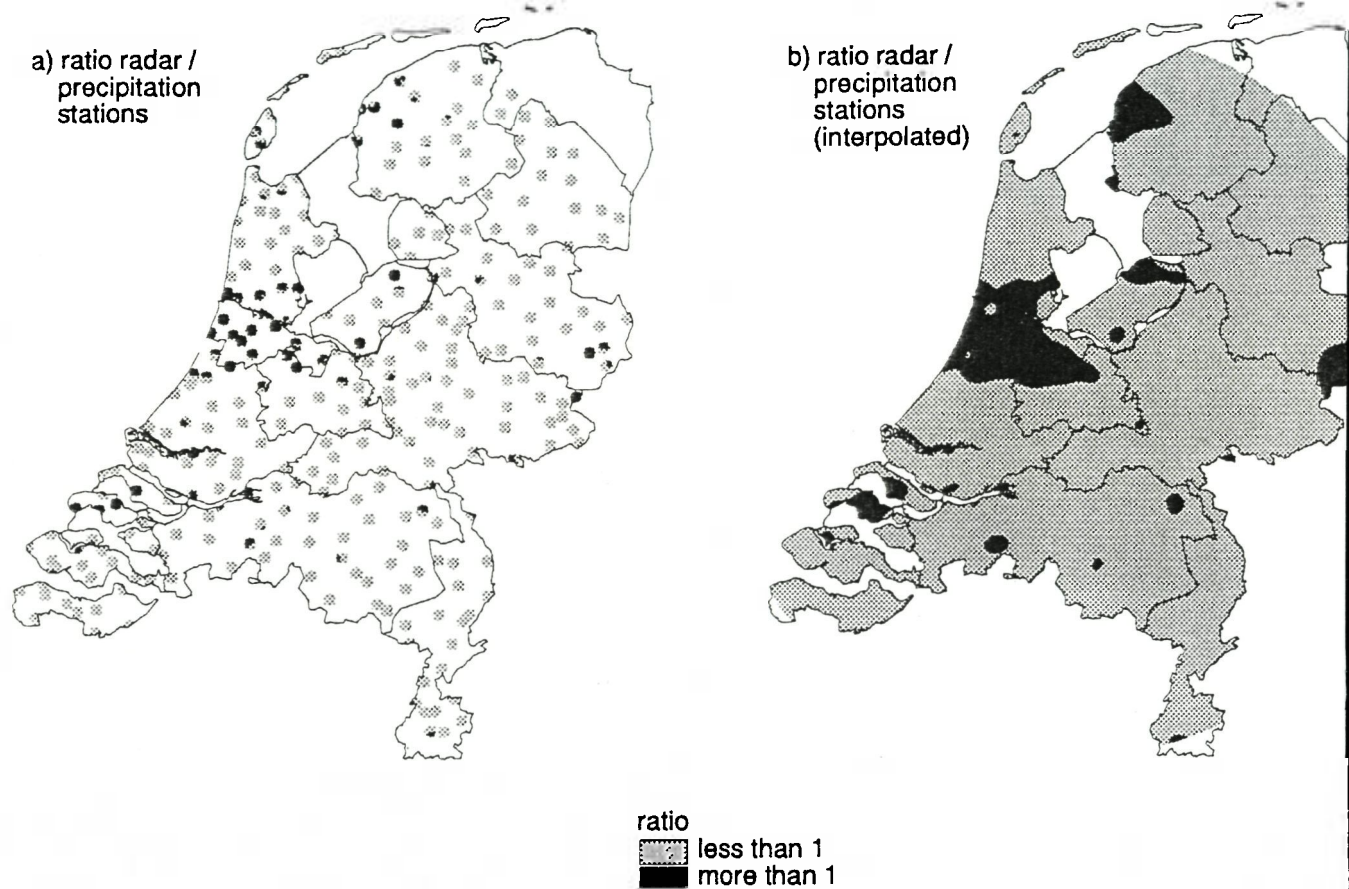 a) ratio radar /
precipitation
stations
b) ratio radar /
precipitation
stations
(interpolated)
ratio
less than 1
more than 1